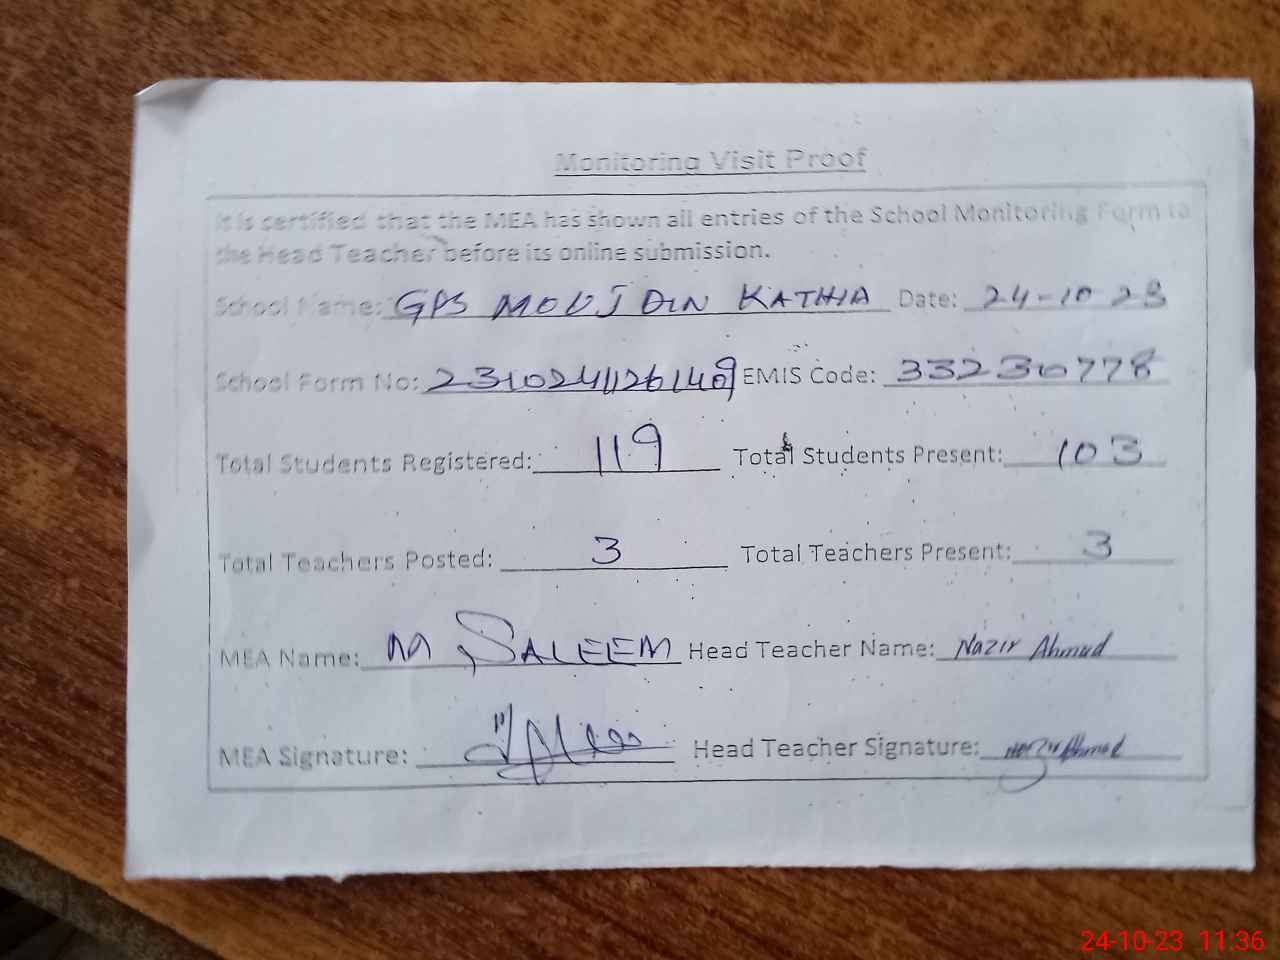 Monitoring Visit Proof
It is certified that the MEA has shown all entries of the School Monitoring Form to
the Head Teacher before its online submission.
School Name: GPS MOUJ DIN KATHIA Date: 24-10 23
School Form No: EMIS Code: 33230778
Total Students Registered: 119 Total Students Present: 103
Total Teachers Posted: 3 Total Teachers Present: 3
MEA Name: M SALEEM Head Teacher Name: Nazir Ahmad
MEA Signature: Head Teacher Signature: Nazir Ahmad
24-10-23 11:36